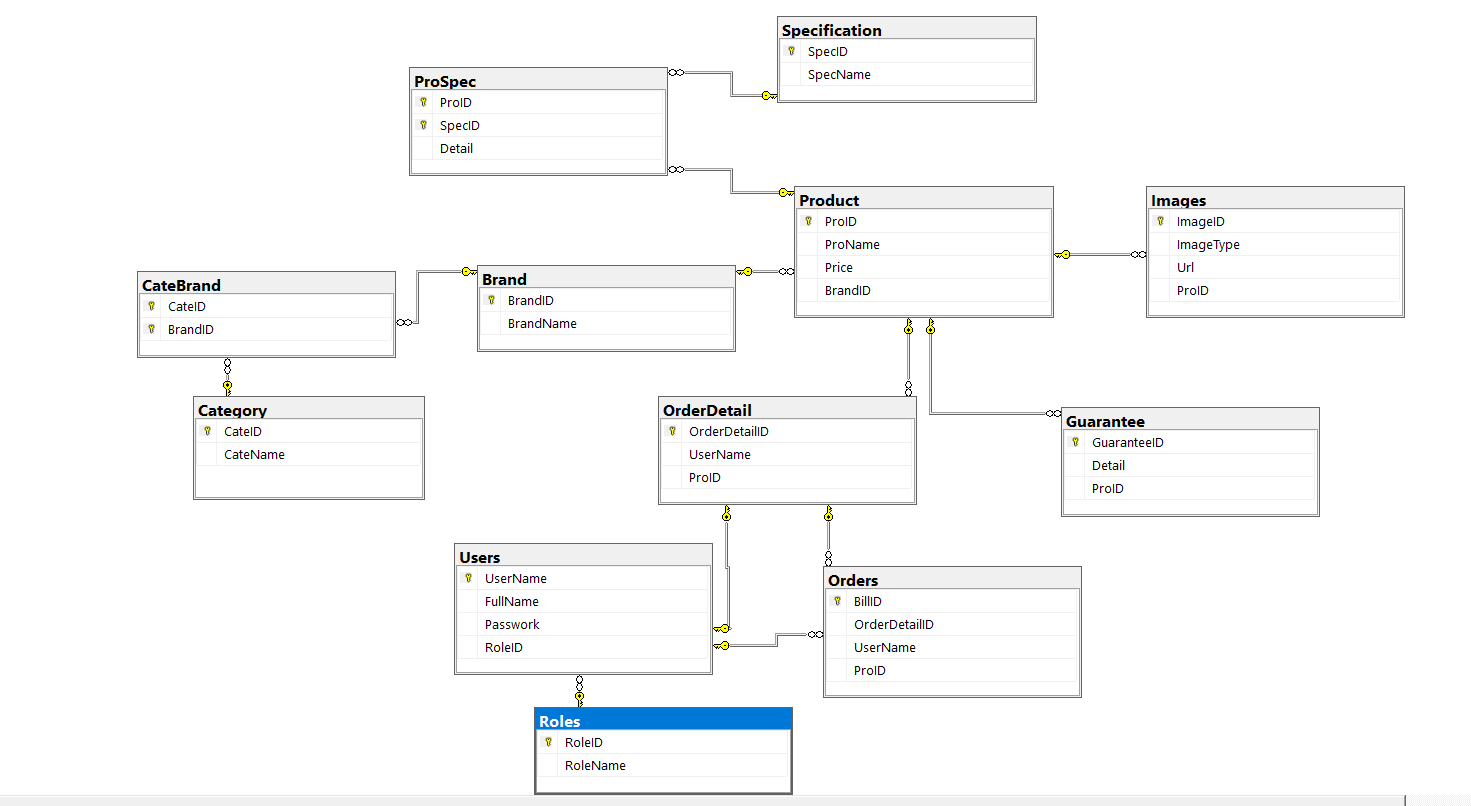 Specification
SpecID
SpecName
ProSpec
ProID
SpecID
Detail
Product
ProID
ProName
Price
BrandID
Images
ImageID
ImageType
Url
ProID
CateBrand
CateID
BrandID
Brand
BrandID
BrandName
Category
CateID
CateName
OrderDetail
OrderDetailID
UserName
ProID
Guarantee
GuaranteeID
Detail
ProID
Users
UserName
FullName
Passwork
RoleID
Orders
BillID
OrderDetailID
UserName
ProID
Roles
RoleID
RoleName